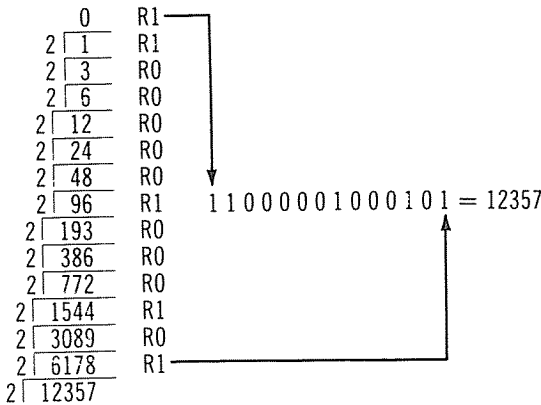 0 R1
2 1 R1
2 3 R0
2 6 R0
2 12 R0
2 24 R0
2 48 R0
2 96 R1 1 1 0 0 0 0 0 1 0 0 0 1 0 1 = 12357
2 193 R0
2 386 R0
2 772 R0
2 1544 R1
2 3089 R0
2 6178 R1
2 12357